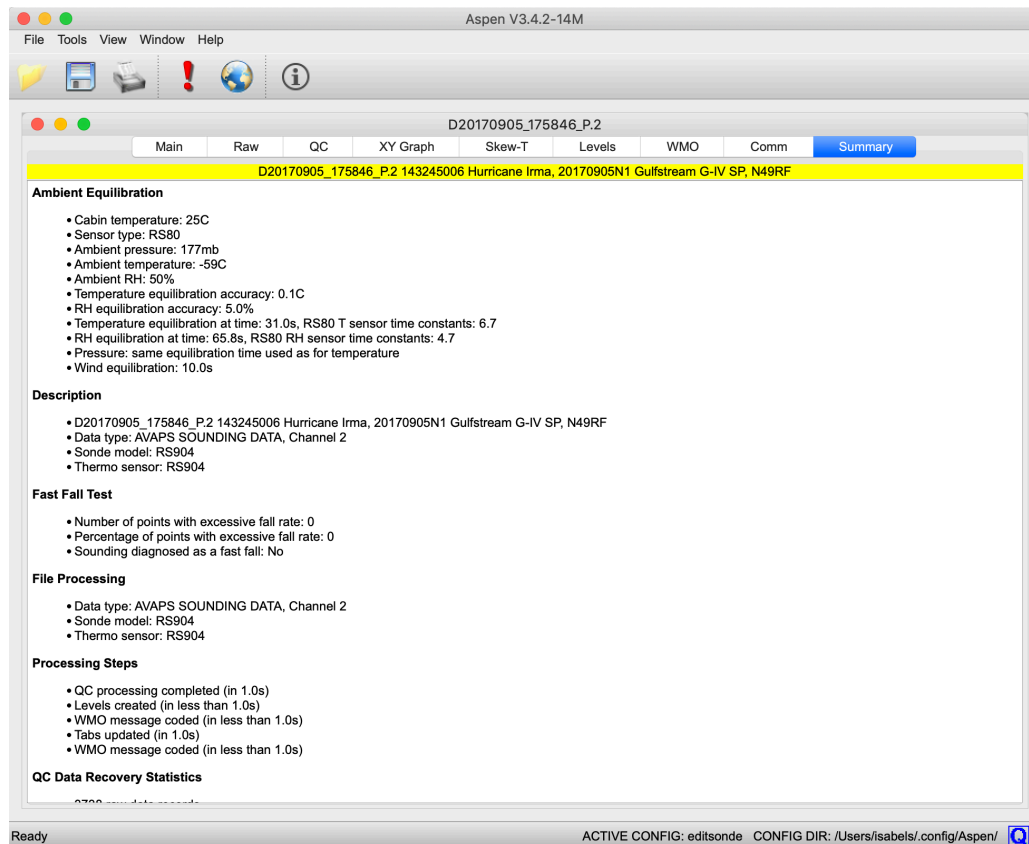 Aspen V3.4.2-14M
File Tools View Window Help
D20170905_175846_P.2
Main Raw QC XY Graph Skew-T Levels WMO Comm Summary
D20170905_175846_P.2 143245006 Hurricane Irma, 20170905N1 Gulfstream G-IV SP, N49RF
Ambient Equilibration
• Cabin temperature: 25C
• Sensor type: RS80
• Ambient pressure: 177mb
• Ambient temperature: -59C
• Ambient RH: 50%
• Temperature equilibration accuracy: 0.1C
• RH equilibration accuracy: 5.0%
• Temperature equilibration at time: 31.0s, RS80 T sensor time constants: 6.7
• RH equilibration at time: 65.8s, RS80 RH sensor time constants: 4.7
• Pressure: same equilibration time used as for temperature
• Wind equilibration: 10.0s
Description
• D20170905_175846_P.2 143245006 Hurricane Irma, 20170905N1 Gulfstream G-IV SP, N49RF
• Data type: AVAPS SOUNDING DATA, Channel 2
• Sonde model: RS904
• Thermo sensor: RS904
Fast Fall Test
• Number of points with excessive fall rate: 0
• Percentage of points with excessive fall rate: 0
• Sounding diagnosed as a fast fall: No
File Processing
• Data type: AVAPS SOUNDING DATA, Channel 2
• Sonde model: RS904
• Thermo sensor: RS904
Processing Steps
• QC processing completed (in 1.0s)
• Levels created (in less than 1.0s)
• WMO message coded (in less than 1.0s)
• Tabs updated (in 1.0s)
• WMO message coded (in less than 1.0s)
QC Data Recovery Statistics
raw data records
Ready ACTIVE CONFIG: editsonde CONFIG DIR: /Users/isabels/.config/Aspen/ Q